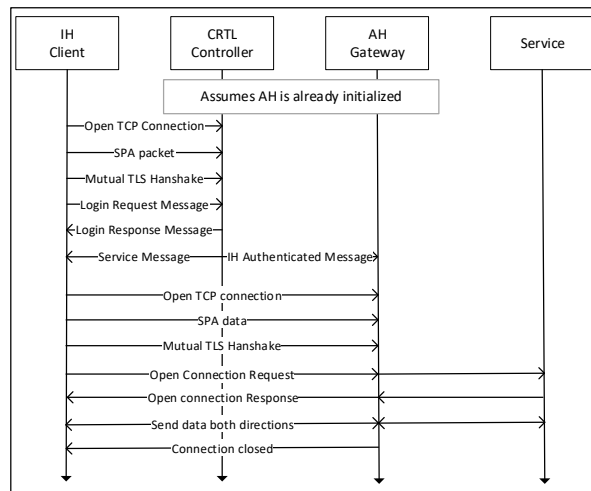 IH
Client
CRTL
Controller
AH
Gateway
Service
Assumes AH is already initialized
Open TCP Connection
SPA packet
Mutual TLS Hanshake
Login Request Message
Login Response Message
Service Message
IH Authenticated Message
Open TCP connection
SPA data
Mutual TLS Hanshake
Open Connection Request
Open connection Response
Send data both directions
Connection closed